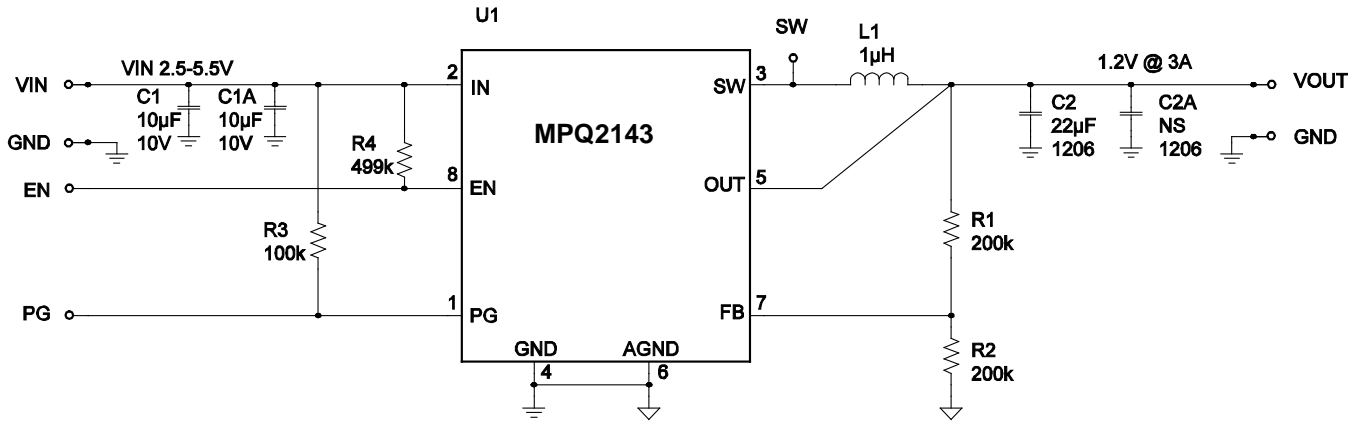 U1
SW
L1
1µH
VIN
VIN 2.5-5.5V
C1
10µF
10V
C1A
10µF
10V
GND
EN
PG
R4
499k
R3
100k
2
IN
8
EN
1
PG
MPQ2143
SW
3
OUT
5
FB
7
GND
4
AGND
6
1.2V @ 3A
VOUT
C2
22µF
1206
C2A
NS
1206
GND
R1
200k
R2
200k